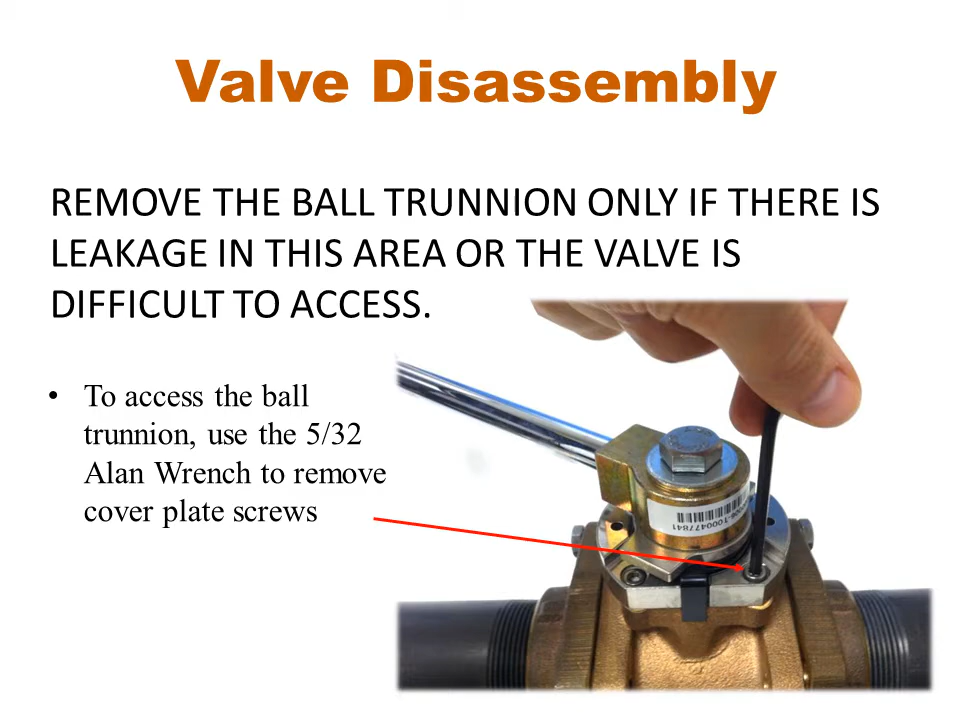 Valve Disassembly
REMOVE THE BALL TRUNNION ONLY IF THERE IS
LEAKAGE IN THIS AREA OR THE VALVE IS
DIFFICULT TO ACCESS.
• To access the ball
trunnion, use the 5/32
Alan Wrench to remove
cover plate screws